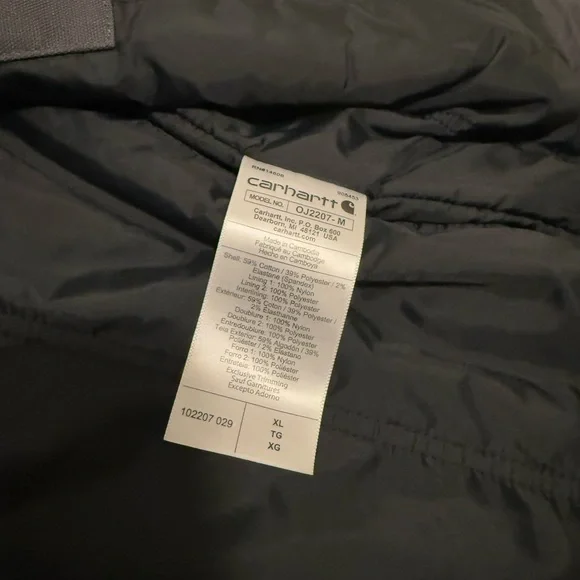 RN#14806
908453
carhartt
MODEL NO. OJ2207-M
Carhartt, Inc. P.O. Box 600
Dearborn, MI 48121 USA
carhartt.com
Made in Cambodia
Fabriqué au Cambodge
Hecho en Camboya
Shell: 59% Cotton / 39% Polyester / 2%
Elastane (Spandex)
Lining 1: 100% Nylon
Lining 2: 100% Polyester
Interlining: 100% Polyester
Extérieur: 59% Coton / 39% Polyester /
2% Élasthanne
Doublure 1: 100% Nylon
Doublure 2: 100% Polyester
Entredoublure: 100% Polyester
Tela Exterior: 59% Algodón / 39%
Poliéster / 2% Elastano
Forro 1: 100% Nylon
Forro 2: 100% Poliéster
Entreteia: 100% Poliéster
Exclusive Trimming
Sauf Garnitures
Excepto Adorno
102207 029
XL
TG
XG